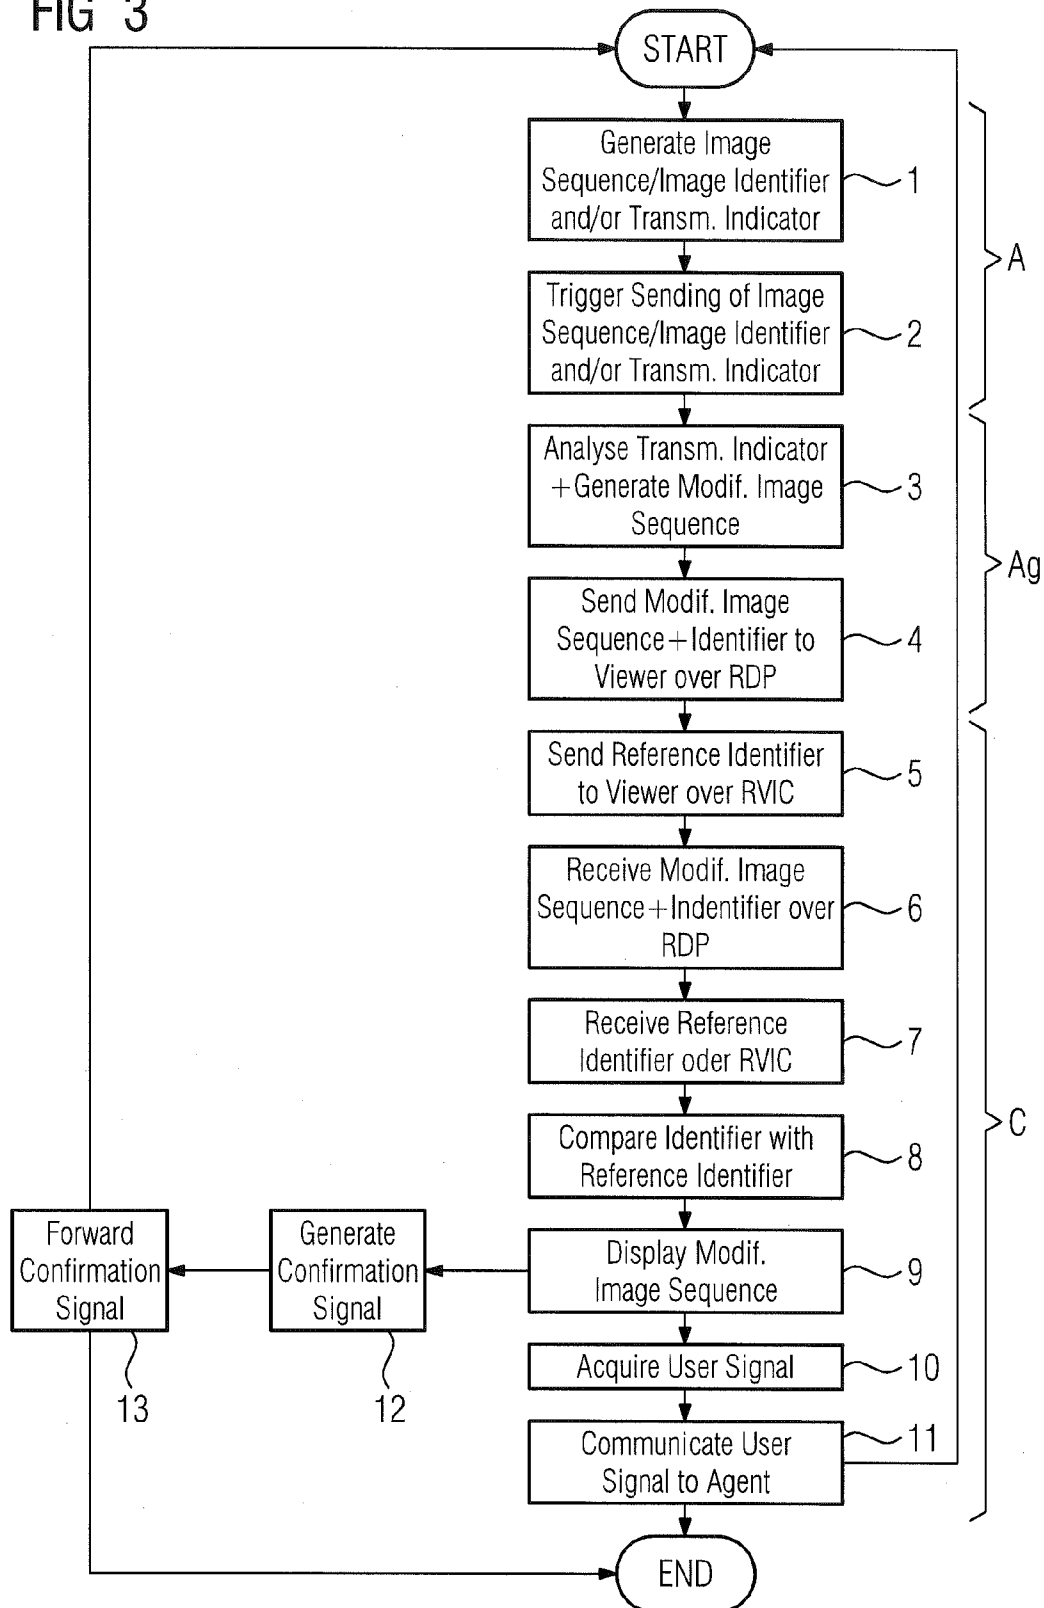 FIG 3
START
Generate Image
Sequence/Image Identifier
and/or Transm. Indicator
1
A
Trigger Sending of Image
Sequence/Image Identifier
and/or Transm. Indicator
2
Analyse Transm. Indicator
+Generate Modif. Image
Sequence
3
Ag
Send Modif. Image
Sequence+Identifier to
Viewer over RDP
4
Send Reference Identifier
to Viewer over RVIC
5
Receive Modif. Image
Sequence+Indentifier over
RDP
6
Receive Reference
Identifier oder RVIC
7
C
Compare Identifier with
Reference Identifier
8
Forward
Confirmation
Signal
13
Generate
Confirmation
Signal
12
Display Modif.
Image Sequence
9
Acquire User Signal
10
Communicate User
Signal to Agent
11
END